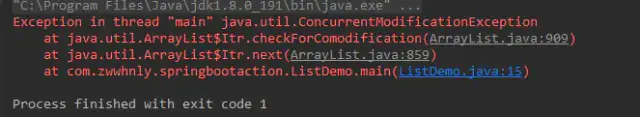 "C:\Program Files\Java\jdk1.8.0_191\bin\java.exe" ...
Exception in thread "main" java.util.ConcurrentModificationException
at java.util.ArrayList$Itr.checkForComodification(ArrayList.java:909)
at java.util.ArrayList$Itr.next(ArrayList.java:859)
at com.zwwhnly.springbootaction.ListDemo.main(ListDemo.java:15)
Process finished with exit code 1